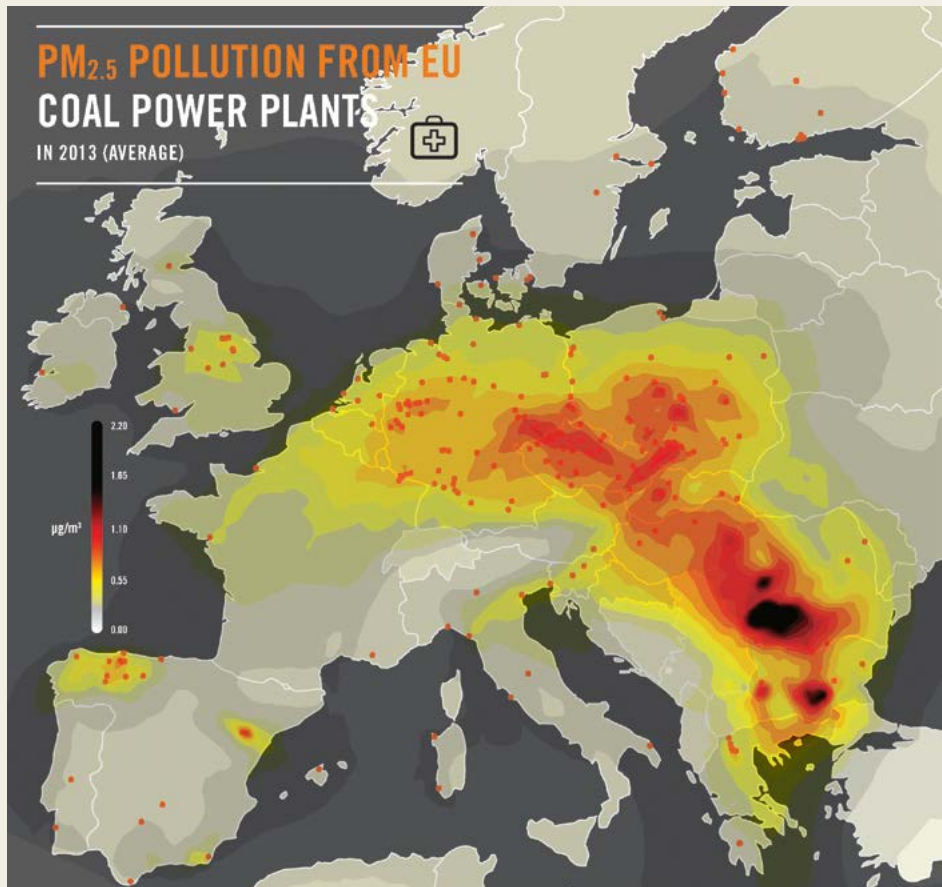 PM2.5 POLLUTION FROM EU
COAL POWER PLANTS
IN 2013 (AVERAGE)
2.20
1.65
µg/m³
1.10
0.55
0.00